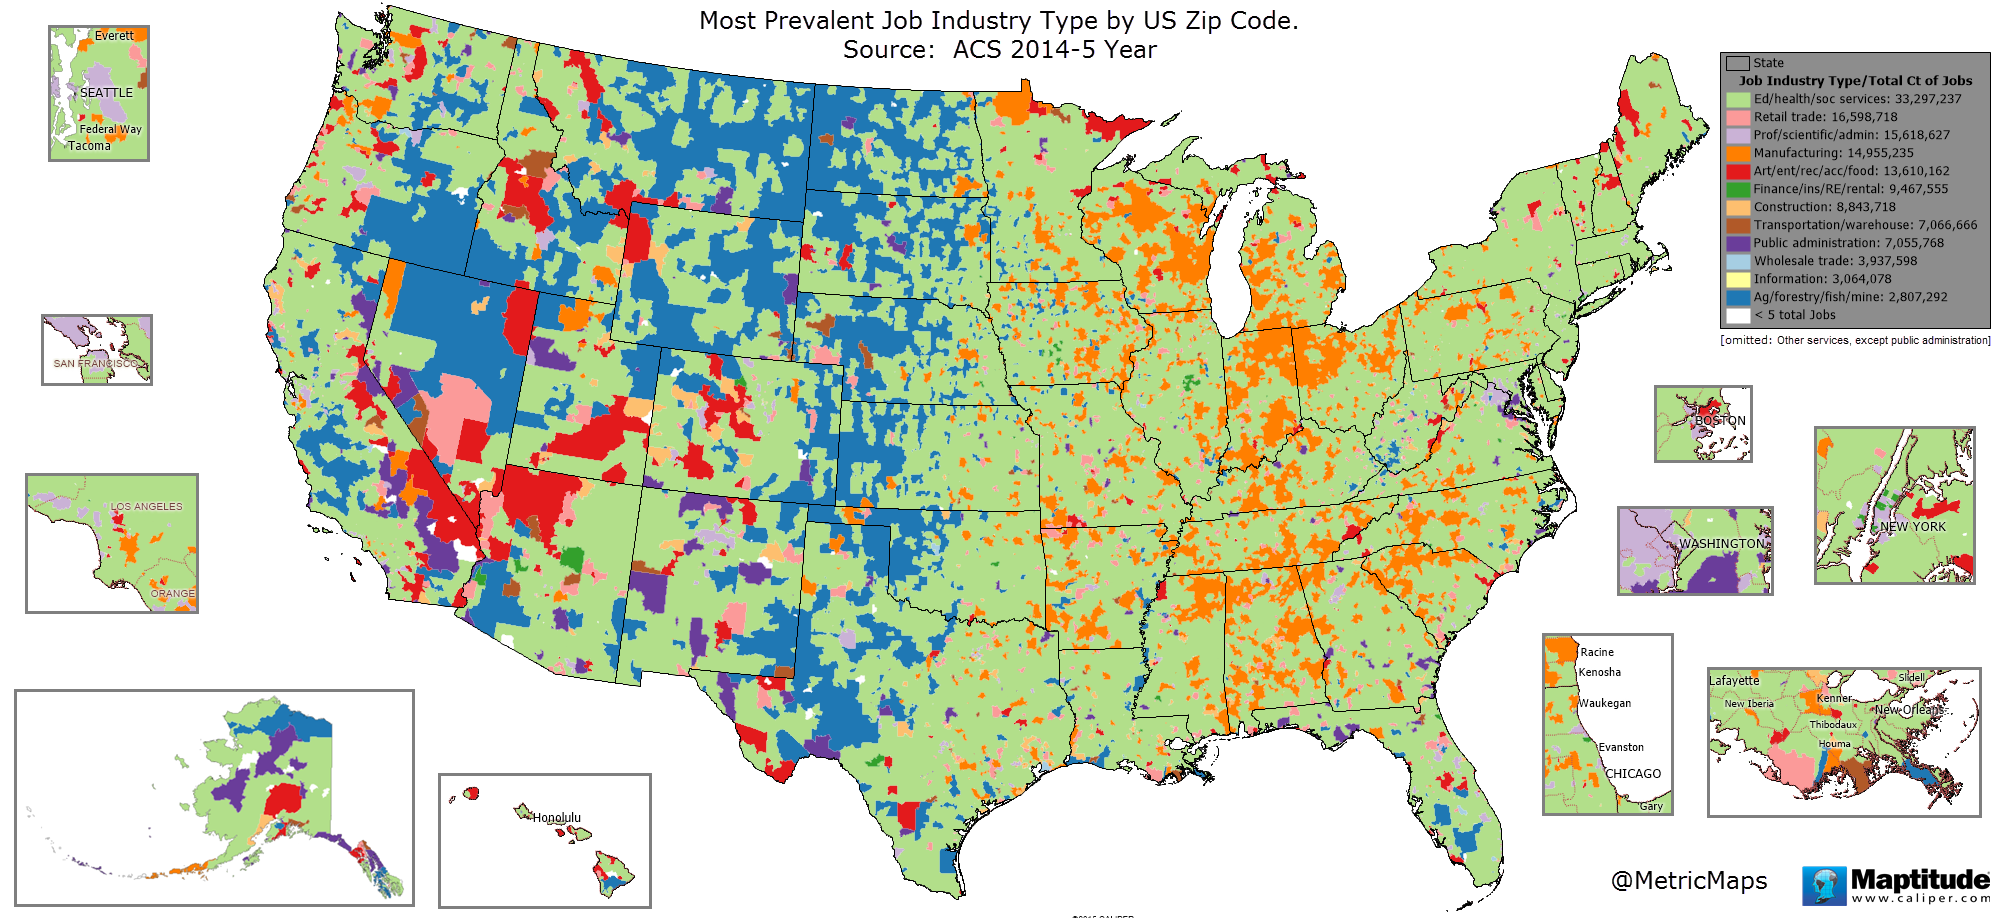 Most Prevalent Job Industry Type by US Zip Code.
Source:  ACS 2014-5 Year
Everett
SEATTLE
Federal Way
Tacoma
SAN FRANCISCO
LOS ANGELES
ORANGE
Honolulu
State
Job Industry Type/Total Ct of Jobs
Ed/health/soc services: 33,297,237
Retail trade: 16,598,718
Prof/scientific/admin: 15,618,627
Manufacturing: 14,955,235
Art/ent/rec/acc/food: 13,610,162
Finance/ins/RE/rental: 9,467,555
Construction: 8,843,718
Transportation/warehouse: 7,066,666
Public administration: 7,055,768
Wholesale trade: 3,937,598
Information: 3,064,078
Ag/forestry/fish/mine: 2,807,292
< 5 total Jobs
[omitted: Other services, except public administration]
BOSTON
NEW YORK
WASHINGTON
Racine
Kenosha
Waukegan
Evanston
CHICAGO
Gary
Lafayette
Slidell
New Iberia
Kenner
New Orleans
Thibodaux
Houma
@MetricMaps
Maptitude
www.caliper.com